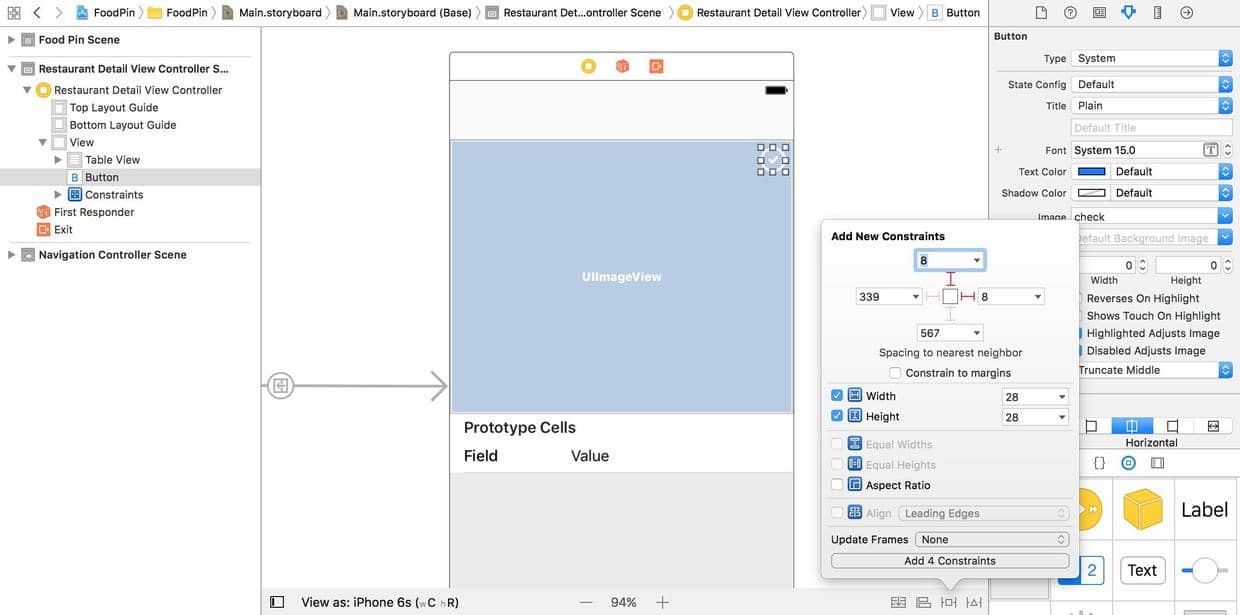 FoodPin FoodPin Main.storyboard Main.storyboard (Base) Restaurant Det...ontroller Scene Restaurant Detail View Controller View B Button
Food Pin Scene
Restaurant Detail View Controller S...
Restaurant Detail View Controller
Top Layout Guide
Bottom Layout Guide
View
Table View
B Button
Constraints
First Responder
Exit
Navigation Controller Scene
UIImageView
Prototype Cells
Field Value
View as: iPhone 6s (wC hR)
94%
Add New Constraints
8
339 8
567
Spacing to nearest neighbor
Constrain to margins
Width 28
Height 28
Equal Widths
Equal Heights
Aspect Ratio
Align Leading Edges
Update Frames None
Add 4 Constraints
Button
Type System
State Config Default
Title Plain
Default Title
Font System 15.0 T
Text Color Default
Shadow Color Default
Image check
efault Background Image
0 0
Width Height
Reverses On Highlight
Shows Touch On Highlight
Highlighted Adjusts Image
Disabled Adjusts Image
Truncate Middle
Horizontal
{}
Label
2 Text